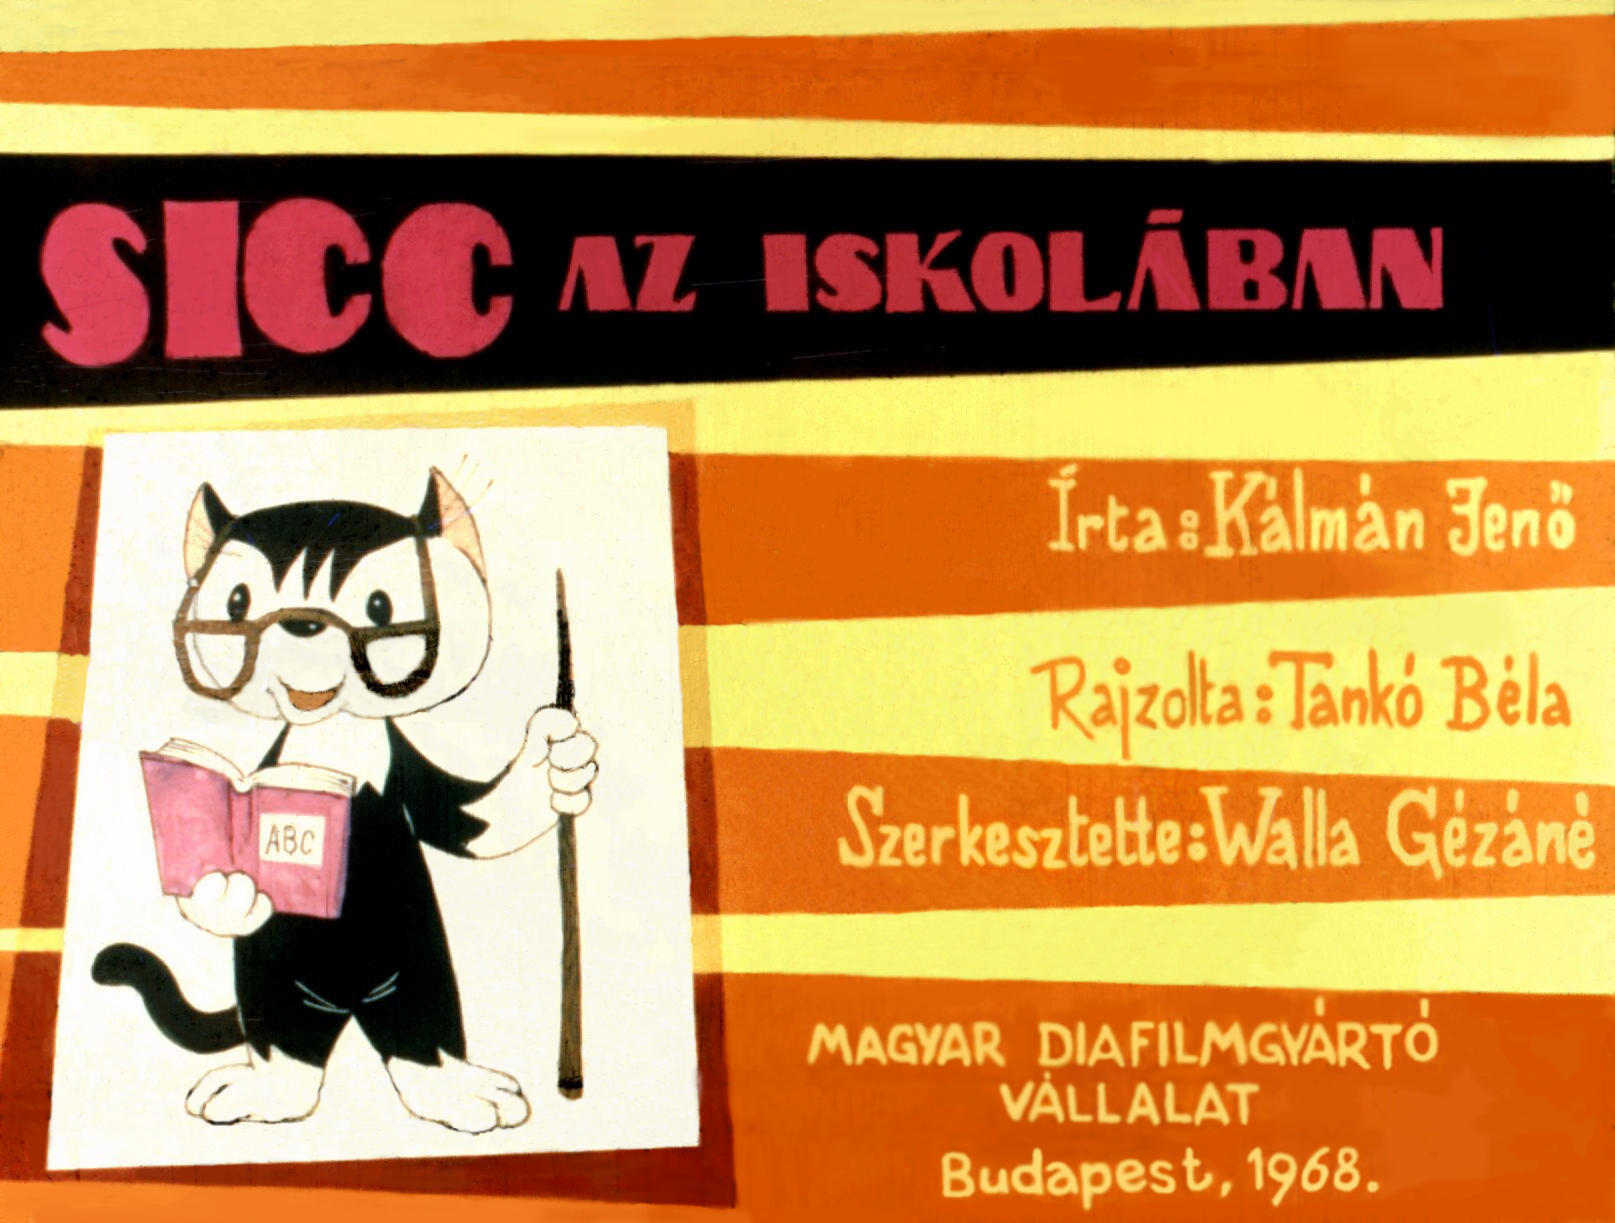 SICC AZ ISKOLÁBAN
Írta: Kálmán Jenő
Rajzolta: Tankó Béla
Szerkesztette: Walla Gézáné
ABC
MAGYAR DIAFILMGYÁRTÓ
VÁLLALAT
Budapest, 1968.